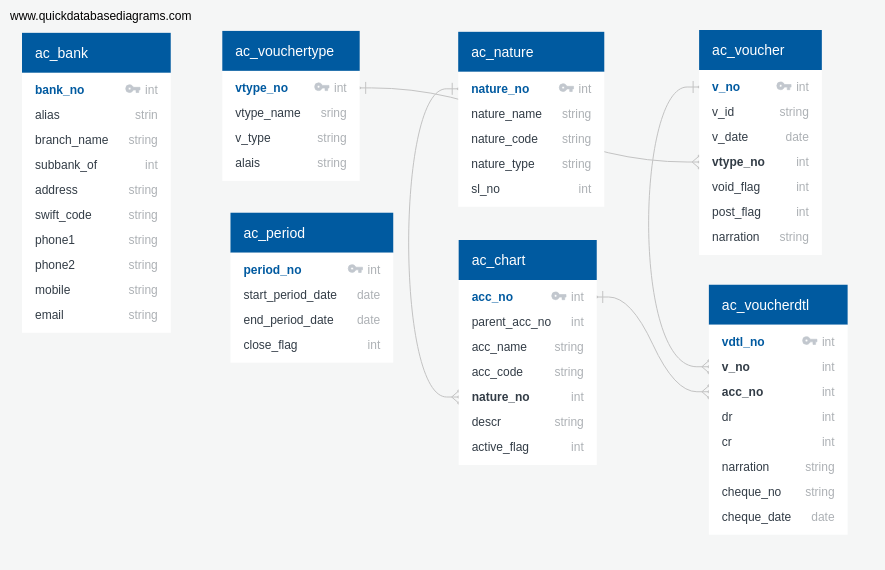 www.quickdatabasediagrams.com
ac_bank
bank_no int
alias strin
branch_name string
subbank_of int
address string
swift_code string
phone1 string
phone2 string
mobile string
email string
ac_vouchertype
vtype_no int
vtype_name sring
v_type string
alais string
ac_period
period_no int
start_period_date date
end_period_date date
close_flag int
ac_nature
nature_no int
nature_name string
nature_code string
nature_type string
sl_no int
ac_chart
acc_no int
parent_acc_no int
acc_name string
acc_code string
nature_no int
descr string
active_flag int
ac_voucher
v_no int
v_id string
v_date date
vtype_no int
void_flag int
post_flag int
narration string
ac_voucherdtl
vdtl_no int
v_no int
acc_no int
dr int
cr int
narration string
cheque_no string
cheque_date date